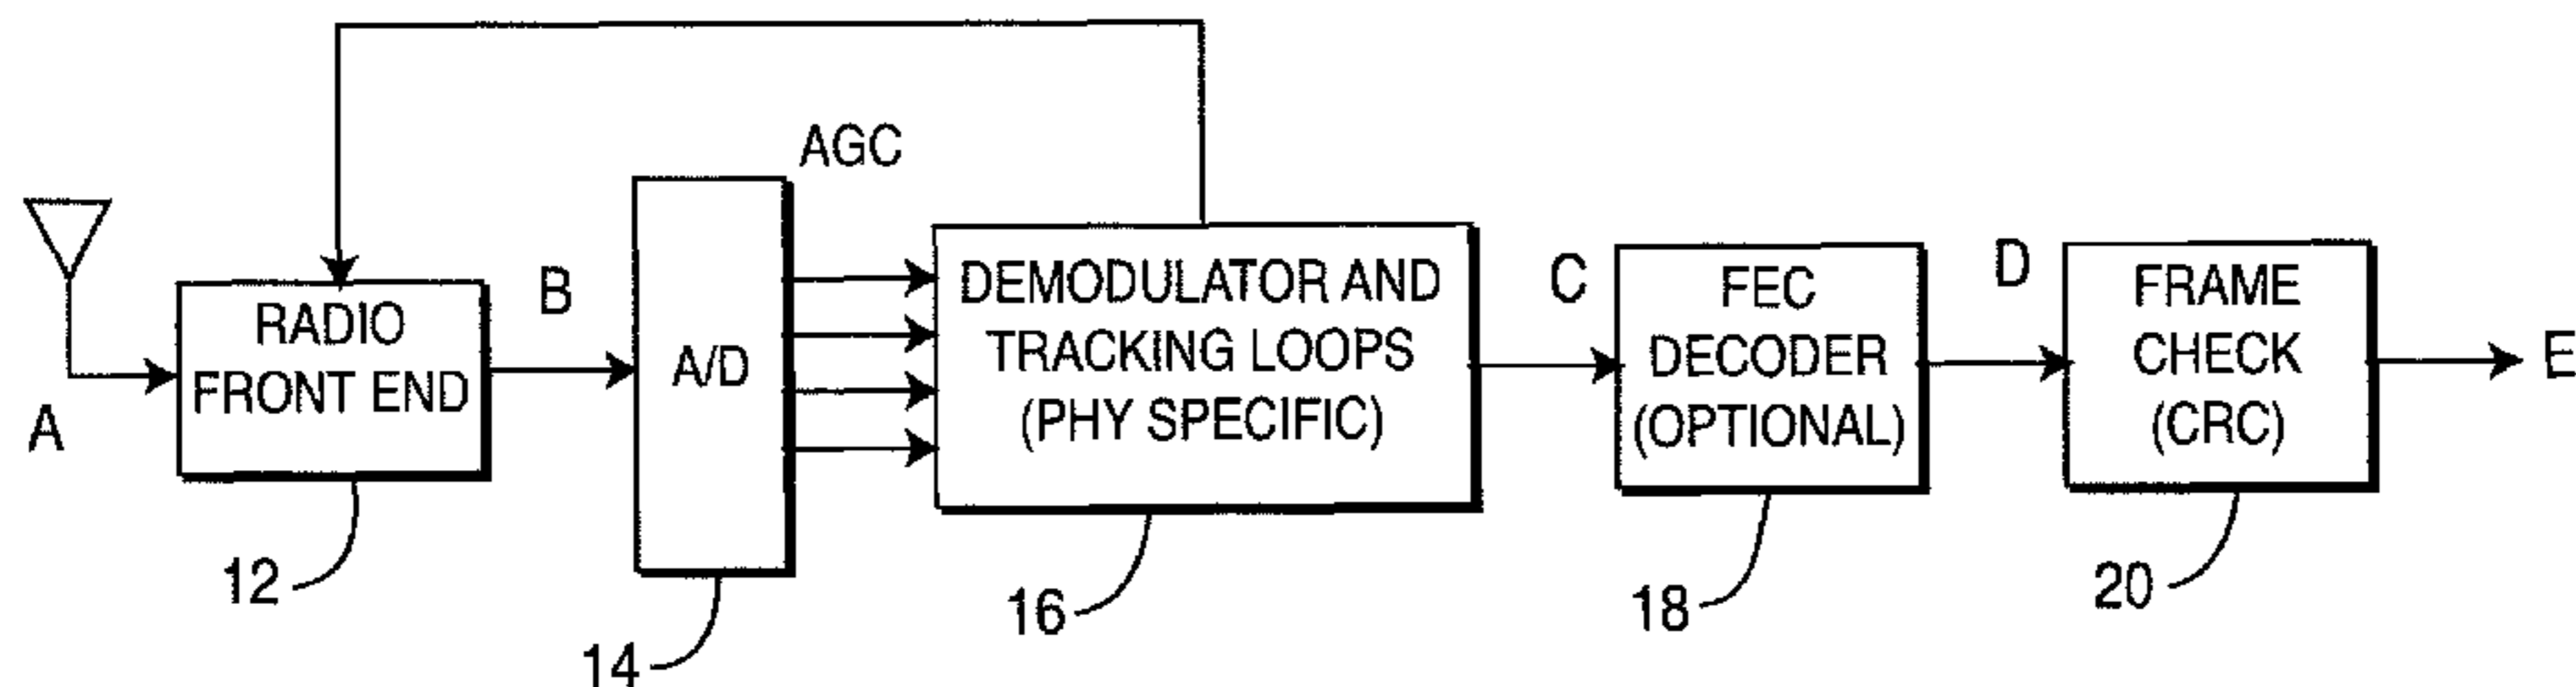 AGC
A
RADIO
FRONT END
12
B
A/D
14
DEMODULATOR AND
TRACKING LOOPS
(PHY SPECIFIC)
16
C
FEC
DECODER
(OPTIONAL)
18
D
FRAME
CHECK
(CRC)
20
E